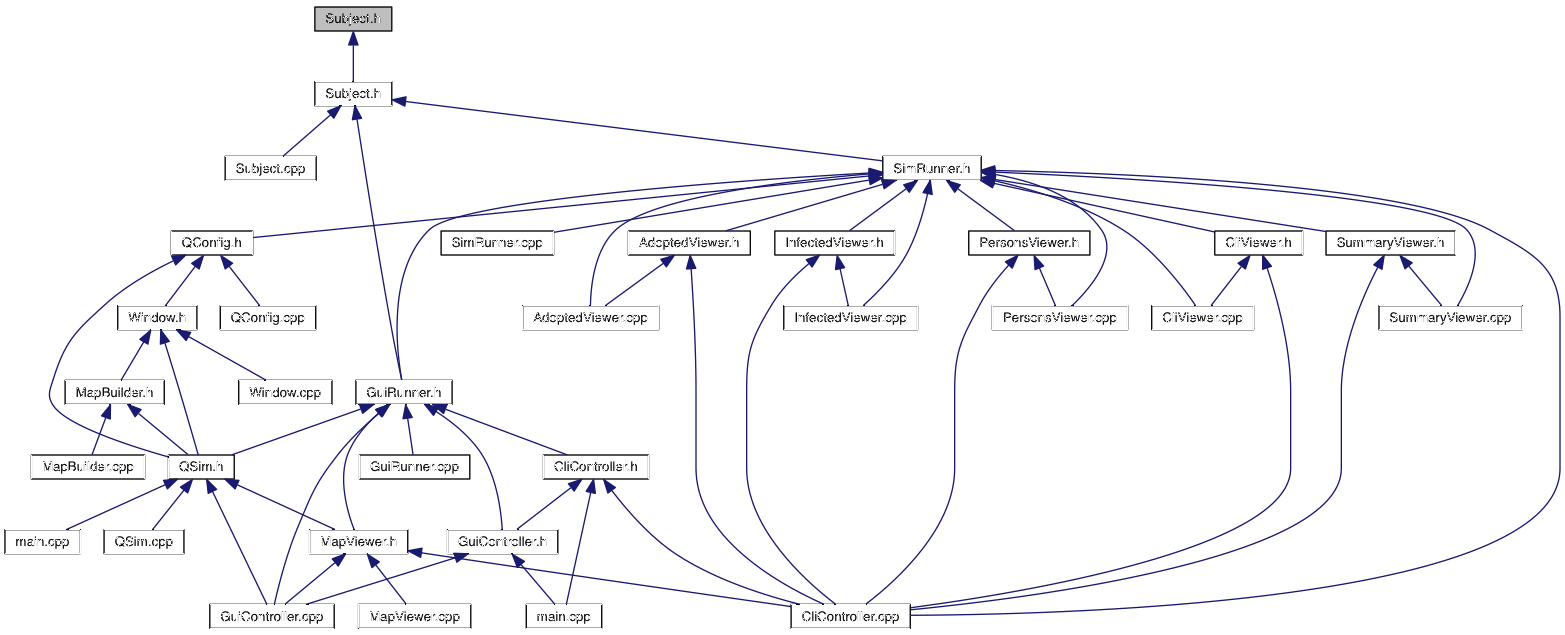 Subject.h
Subject.h
Subject.cpp
SimRunner.h
QConfig.h
SimRunner.cpp
AdoptedViewer.h
InfectedViewer.h
PersonsViewer.h
CliViewer.h
SummaryViewer.h
Window.h
QConfig.cpp
AdoptedViewer.cpp
InfectedViewer.cpp
PersonsViewer.cpp
CliViewer.cpp
SummaryViewer.cpp
MapBuilder.h
Window.cpp
GuiRunner.h
MapBuilder.cpp
QSim.h
GuiRunner.cpp
CliController.h
main.cpp
QSim.cpp
MapViewer.h
GuiController.h
GuiController.cpp
MapViewer.cpp
main.cpp
CliController.cpp